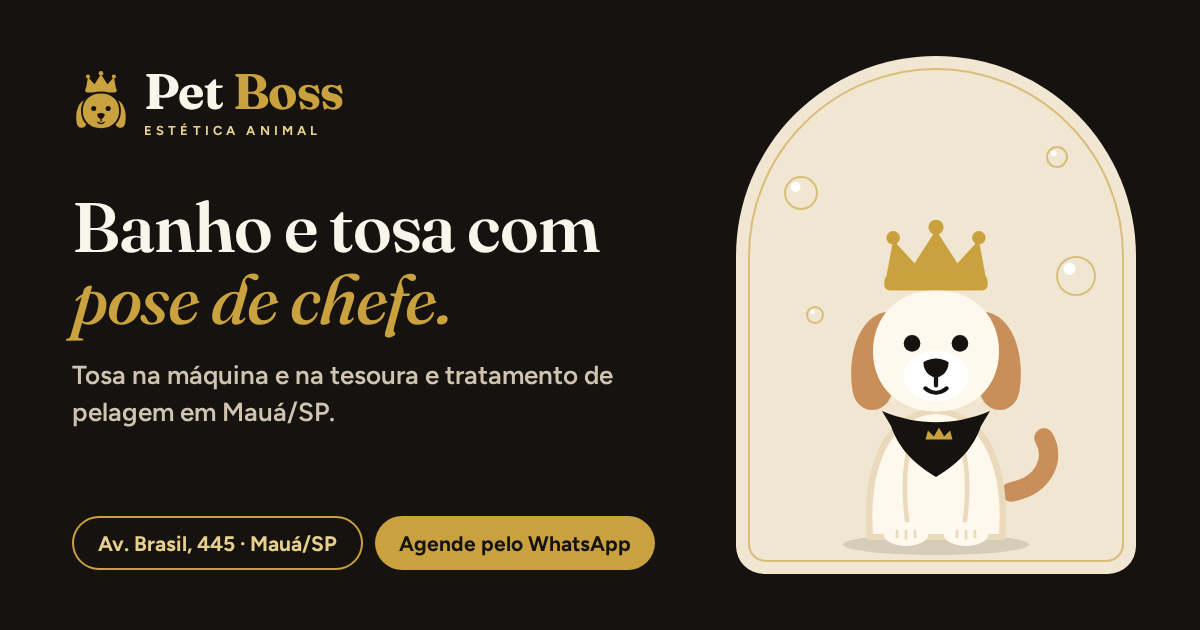 Pet Boss
ESTÉTICA ANIMAL
Banho e tosa com
pose de chefe.
Tosa na máquina e na tesoura e tratamento de
pelagem em Mauá/SP.
Av. Brasil, 445 · Mauá/SP
Agende pelo WhatsApp